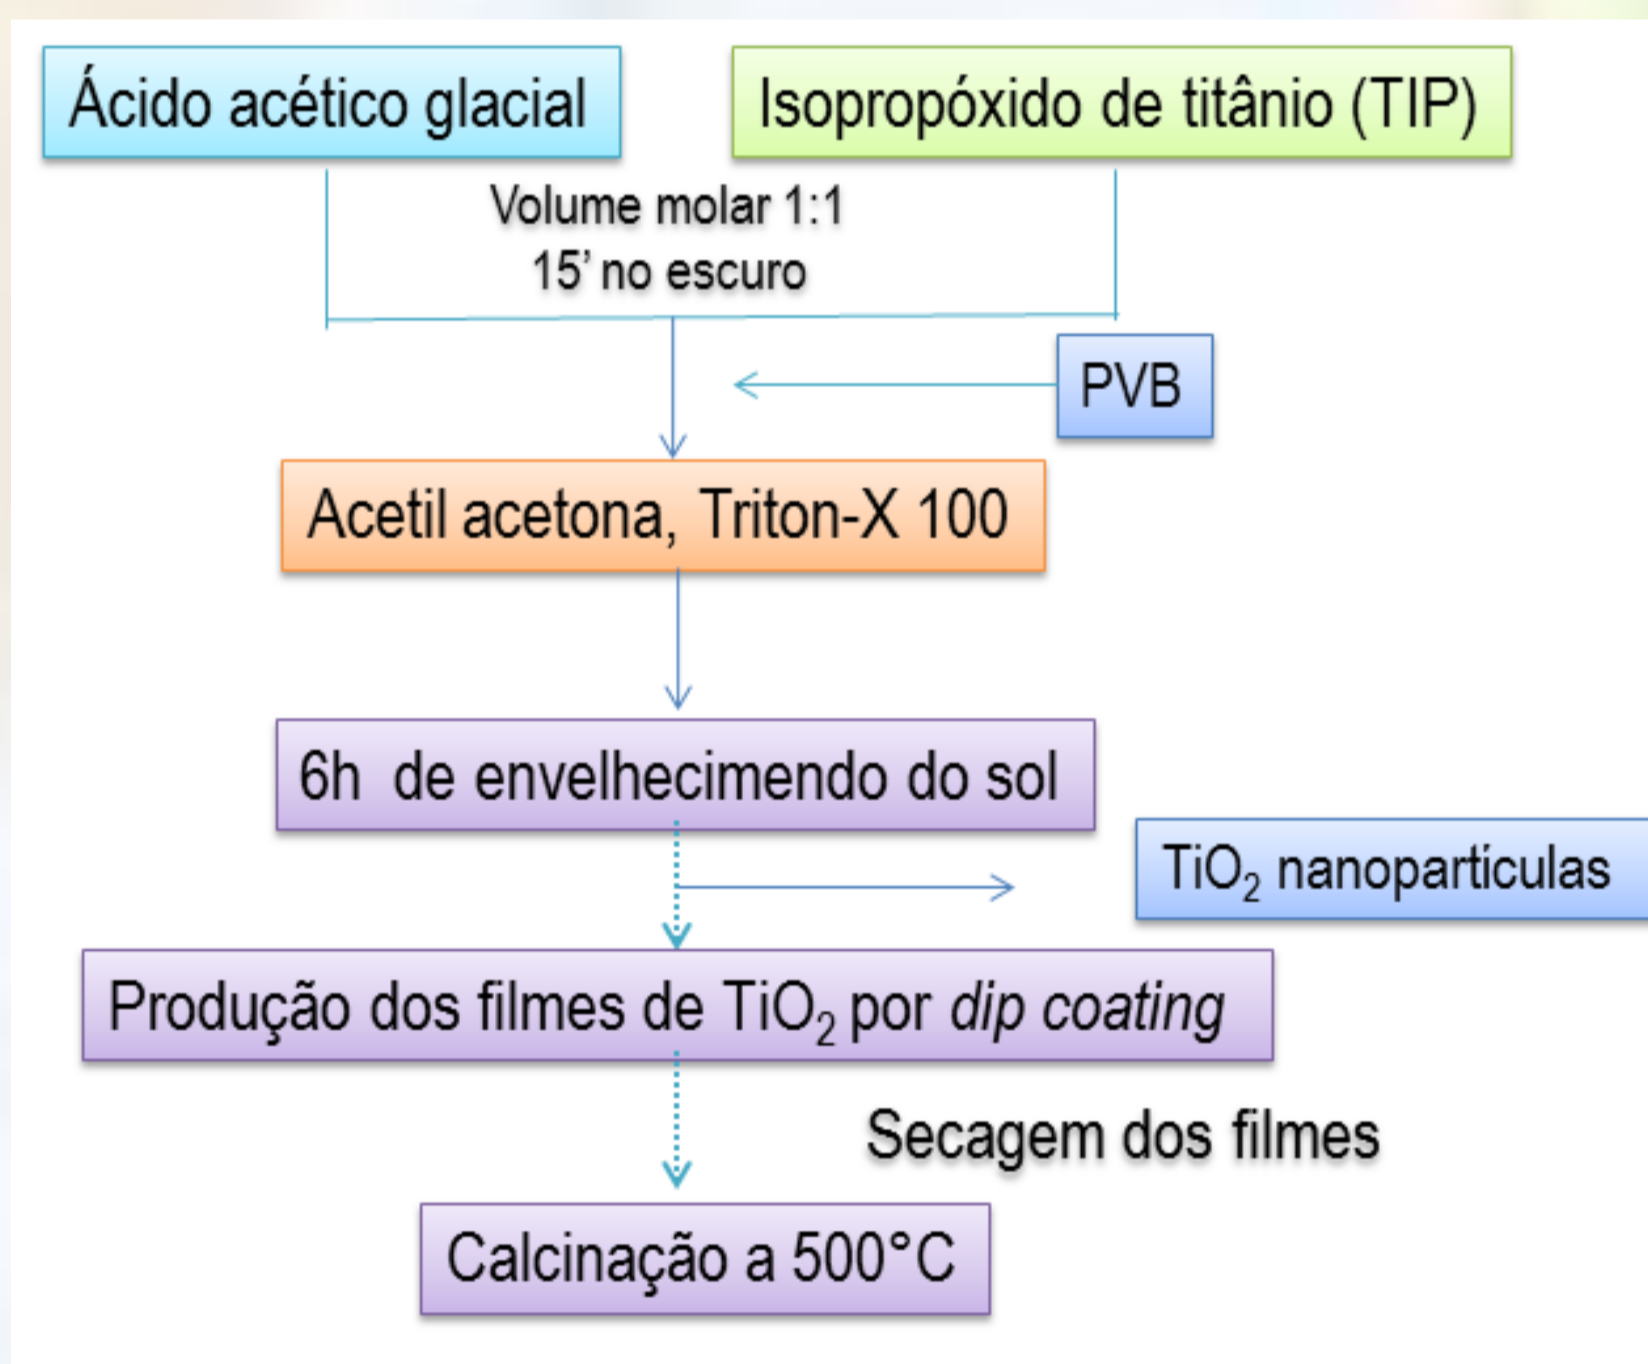 Ácido acético glacial
Isopropóxido de titânio (TIP)
Volume molar 1:1
15’ no escuro
PVB
Acetil acetona, Triton-X 100
6h de envelhecimendo do sol
TiO₂ nanopartículas
Produção dos filmes de TiO₂ por dip coating
Secagem dos filmes
Calcinação a 500°C